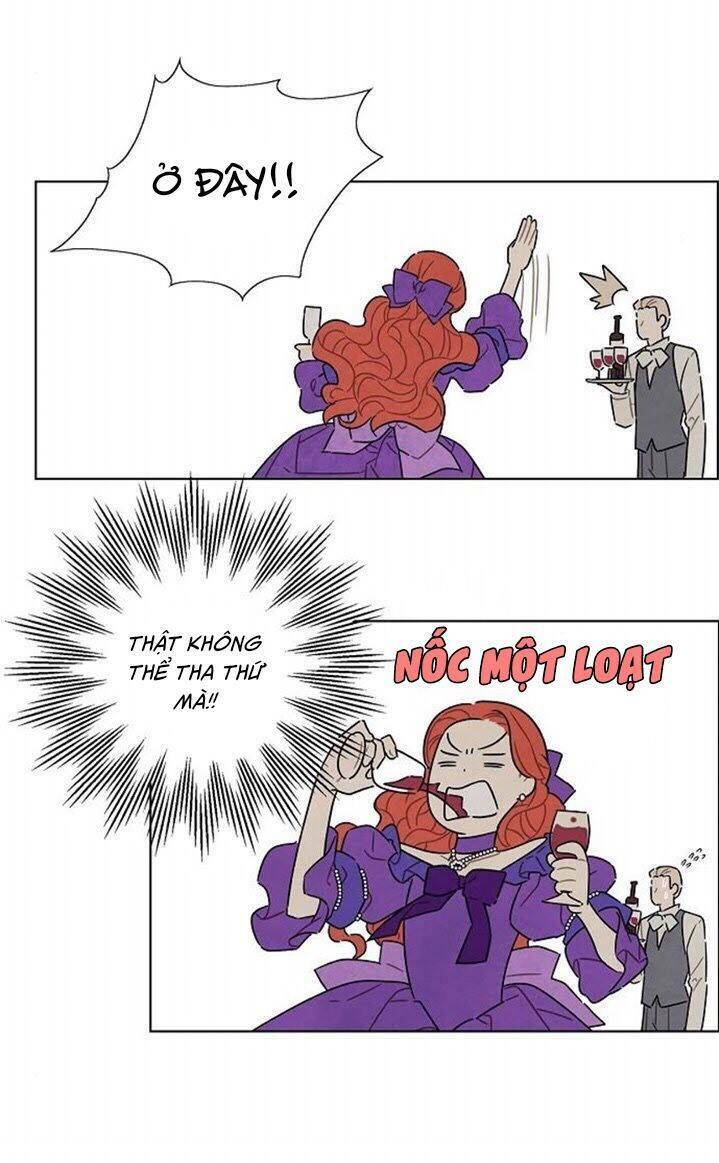 Ở ĐÂY!!
THẬT KHÔNG
THỂ THA THỨ
MÀ!!
NỐC MỘT LOẠT